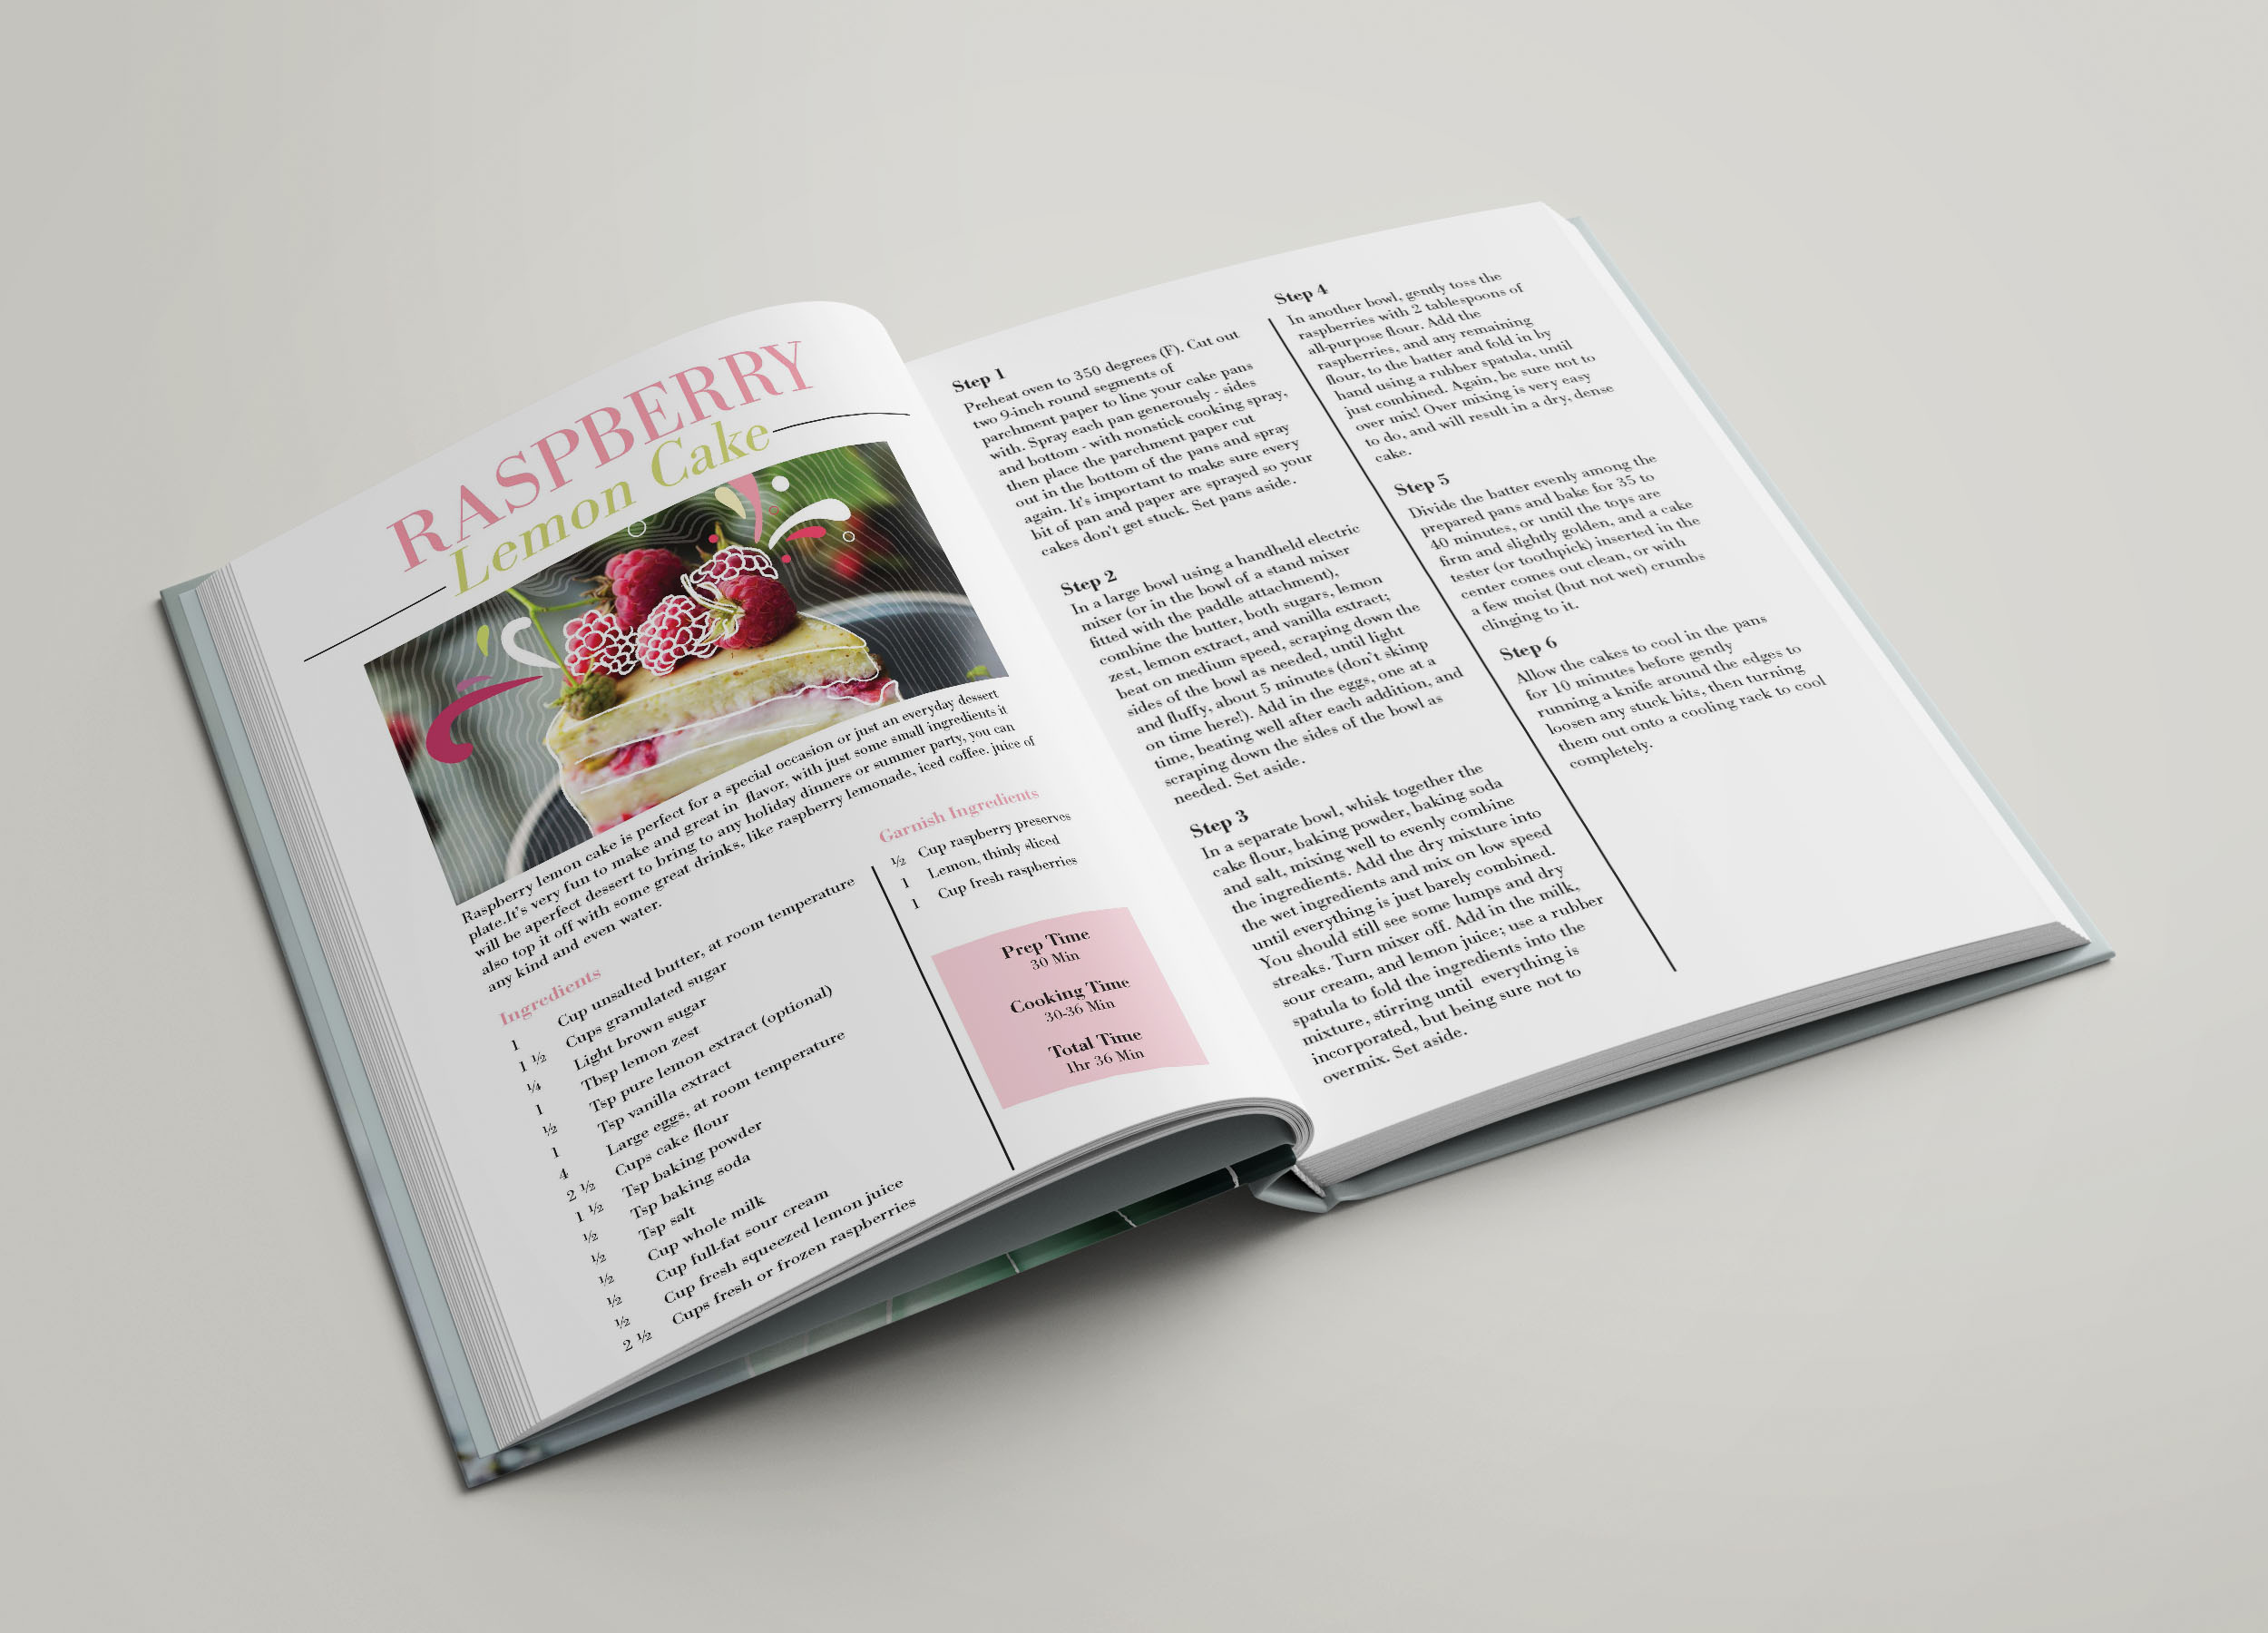 RASPBERRY
Lemon Cake
Raspberry lemon cake is perfect for a special occasion or just an everyday dessert
plate.It's very fun to make and great in flavor, with just some small ingredients it
will be aperfect dessert to bring to any holiday dinners or summer party, you can
also top it off with some great drinks, like raspberry lemonade, iced coffee. juice of
any kind and even water.
Ingredients
1 Cup unsalted butter, at room temperature
1 ½ Cups granulated sugar
¼ Light brown sugar
1 Tbsp lemon zest
½ Tsp pure lemon extract (optional)
1 Tsp vanilla extract
4 Large eggs, at room temperature
2 ½ Cups cake flour
1 ½ Tsp baking powder
½ Tsp baking soda
½ Tsp salt
½ Cup whole milk
½ Cup full-fat sour cream
½ Cup fresh squeezed lemon juice
2 ½ Cups fresh or frozen raspberries
Garnish Ingredients
½ Cup raspberry preserves
1 Lemon, thinly sliced
1 Cup fresh raspberries
Prep Time
30 Min
Cooking Time
30-36 Min
Total Time
1hr 36 Min
Step 1
Preheat oven to 350 degrees (F). Cut out
two 9-inch round segments of
parchment paper to line your cake pans
with. Spray each pan generously - sides
and bottom - with nonstick cooking spray,
then place the parchment paper cut
out in the bottom of the pans and spray
again. It's important to make sure every
bit of pan and paper are sprayed so your
cakes don't get stuck. Set pans aside.
Step 2
In a large bowl using a handheld electric
mixer (or in the bowl of a stand mixer
fitted with the paddle attachment),
combine the butter, both sugars, lemon
zest, lemon extract, and vanilla extract;
beat on medium speed, scraping down the
sides of the bowl as needed, until light
and fluffy, about 5 minutes (don't skimp
on time here!). Add in the eggs, one at a
time, beating well after each addition, and
scraping down the sides of the bowl as
needed. Set aside.
Step 3
In a separate bowl, whisk together the
cake flour, baking powder, baking soda
and salt, mixing well to evenly combine
the ingredients. Add the dry mixture into
the wet ingredients and mix on low speed
until everything is just barely combined.
You should still see some lumps and dry
streaks. Turn mixer off. Add in the milk,
sour cream, and lemon juice; use a rubber
spatula to fold the ingredients into the
mixture, stirring until everything is
incorporated, but being sure not to
overmix. Set aside.
Step 4
In another bowl, gently toss the
raspberries with 2 tablespoons of
all-purpose flour. Add the
raspberries, and any remaining
flour, to the batter and fold in by
hand using a rubber spatula, until
just combined. Again, be sure not to
over mix! Over mixing is very easy
to do, and will result in a dry, dense
cake.
Step 5
Divide the batter evenly among the
prepared pans and bake for 35 to
40 minutes, or until the tops are
firm and slightly golden, and a cake
tester (or toothpick) inserted in the
center comes out clean, or with
a few moist (but not wet) crumbs
clinging to it.
Step 6
Allow the cakes to cool in the pans
for 10 minutes before gently
running a knife around the edges to
loosen any stuck bits, then turning
them out onto a cooling rack to cool
completely.